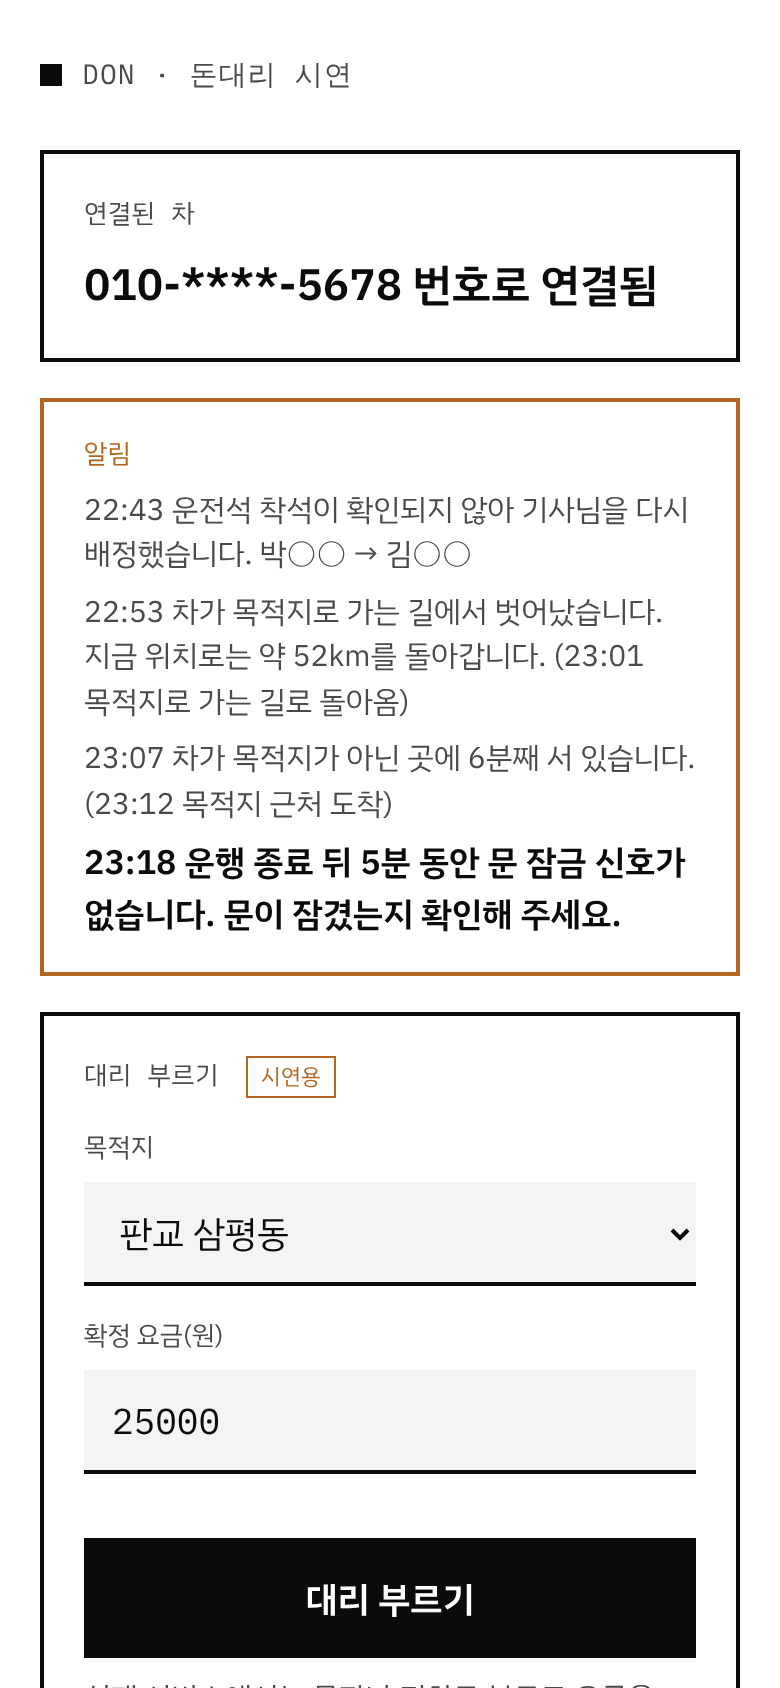 DON · 돈대리 시연
연결된 차
010-****-5678 번호로 연결됨
알림
22:43 운전석 착석이 확인되지 않아 기사님을 다시
배정했습니다. 박○○ → 김○○
22:53 차가 목적지로 가는 길에서 벗어났습니다.
지금 위치로는 약 52km를 돌아갑니다. (23:01
목적지로 가는 길로 돌아옴)
23:07 차가 목적지가 아닌 곳에 6분째 서 있습니다.
(23:12 목적지 근처 도착)
23:18 운행 종료 뒤 5분 동안 문 잠금 신호가
없습니다. 문이 잠겼는지 확인해 주세요.
대리 부르기 시연용
목적지
판교 삼평동
확정 요금(원)
25000
대리 부르기